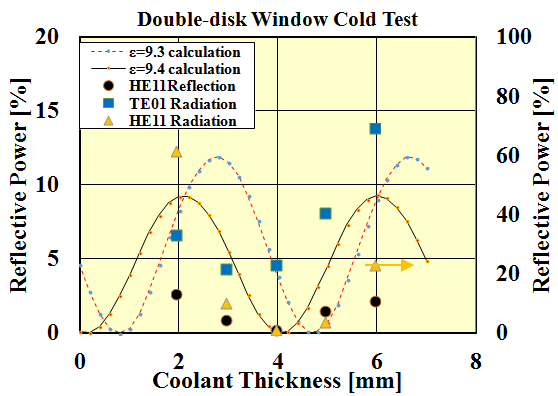 Double-disk Window Cold Test
20
15
10
5
0
Reflective Power [%]
ε=9.3 calculation
ε=9.4 calculation
HE11Reflection
TE01 Radiation
HE11 Radiation
100
80
60
40
20
0
Reflective Power [%]
0 2 4 6 8
Coolant Thickness [mm]